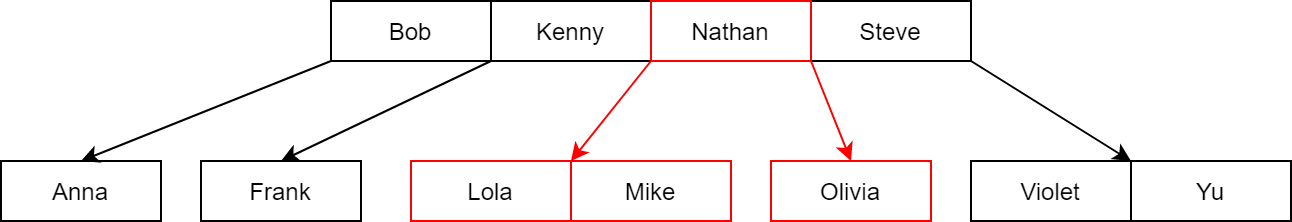 Bob Kenny Nathan Steve
Anna Frank Lola Mike Olivia Violet Yu